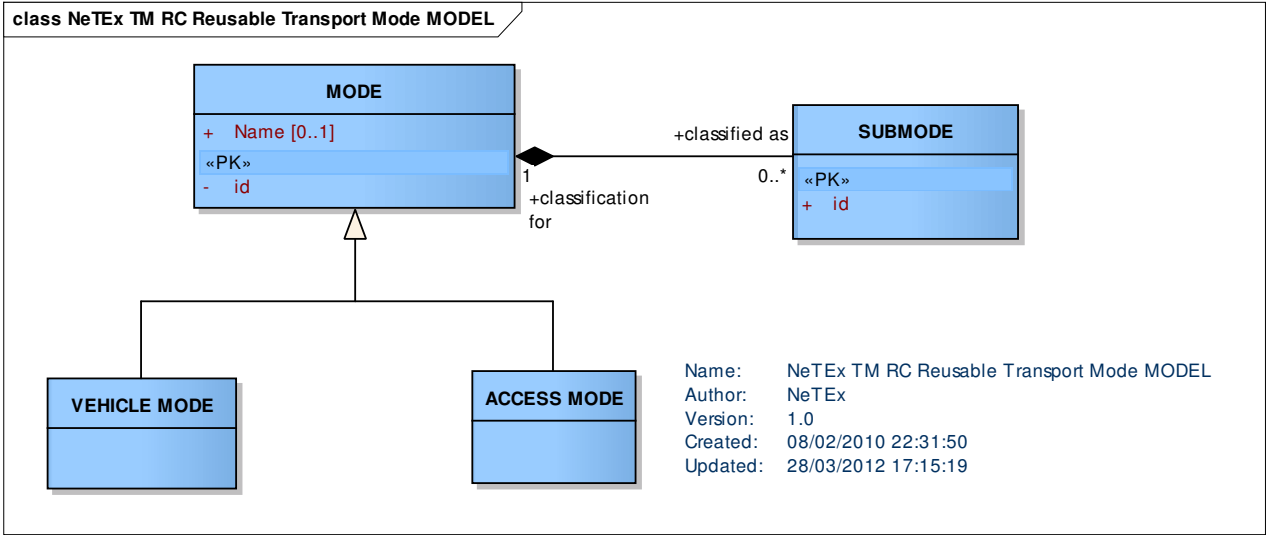 class NeTEx TM RC Reusable Transport Mode MODEL
MODE
+ Name [0..1]
«PK»
- id
+classified as
0..*
1
+classification
for
SUBMODE
«PK»
+ id
VEHICLE MODE
ACCESS MODE
Name: NeTEx TM RC Reusable Transport Mode MODEL
Author: NeTEx
Version: 1.0
Created: 08/02/2010 22:31:50
Updated: 28/03/2012 17:15:19